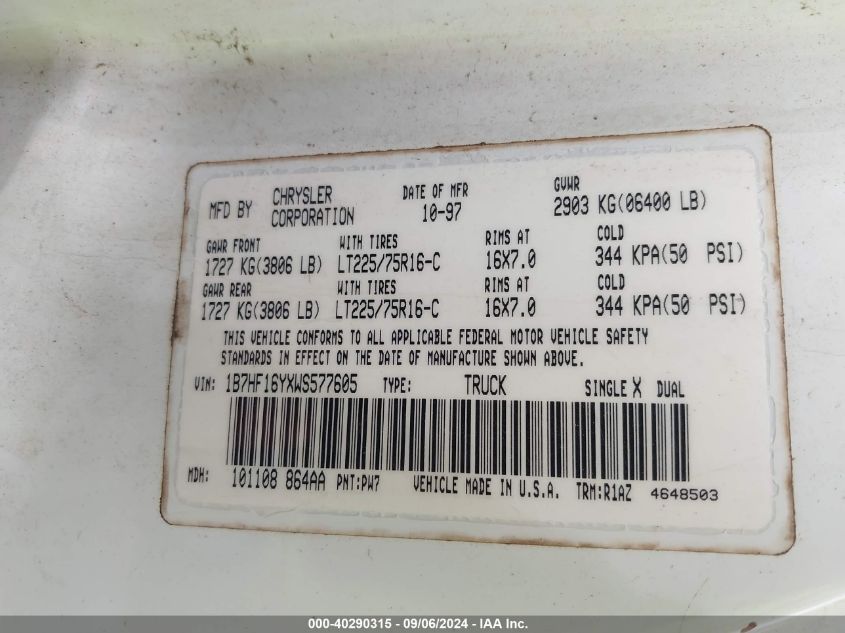 MFD BY CHRYSLER CORPORATION DATE OF MFR 10-97 GVWR 2903 KG(06400 LB)
GAWR FRONT WITH TIRES RIMS AT COLD
1727 KG(3806 LB) LT225/75R16-C 16X7.0 344 KPA(50 PSI)
GAWR REAR WITH TIRES RIMS AT COLD
1727 KG(3806 LB) LT225/75R16-C 16X7.0 344 KPA(50 PSI)
THIS VEHICLE CONFORMS TO ALL APPLICABLE FEDERAL MOTOR VEHICLE SAFETY
STANDARDS IN EFFECT ON THE DATE OF MANUFACTURE SHOWN ABOVE.
VIN: 1B7HF16YXWS577605 TYPE: TRUCK SINGLE X DUAL
MDH: 101108 864AA PNT:PW7 VEHICLE MADE IN U.S.A. TRM:R1AZ 4648503
000-40290315 - 09/06/2024 - IAA Inc.